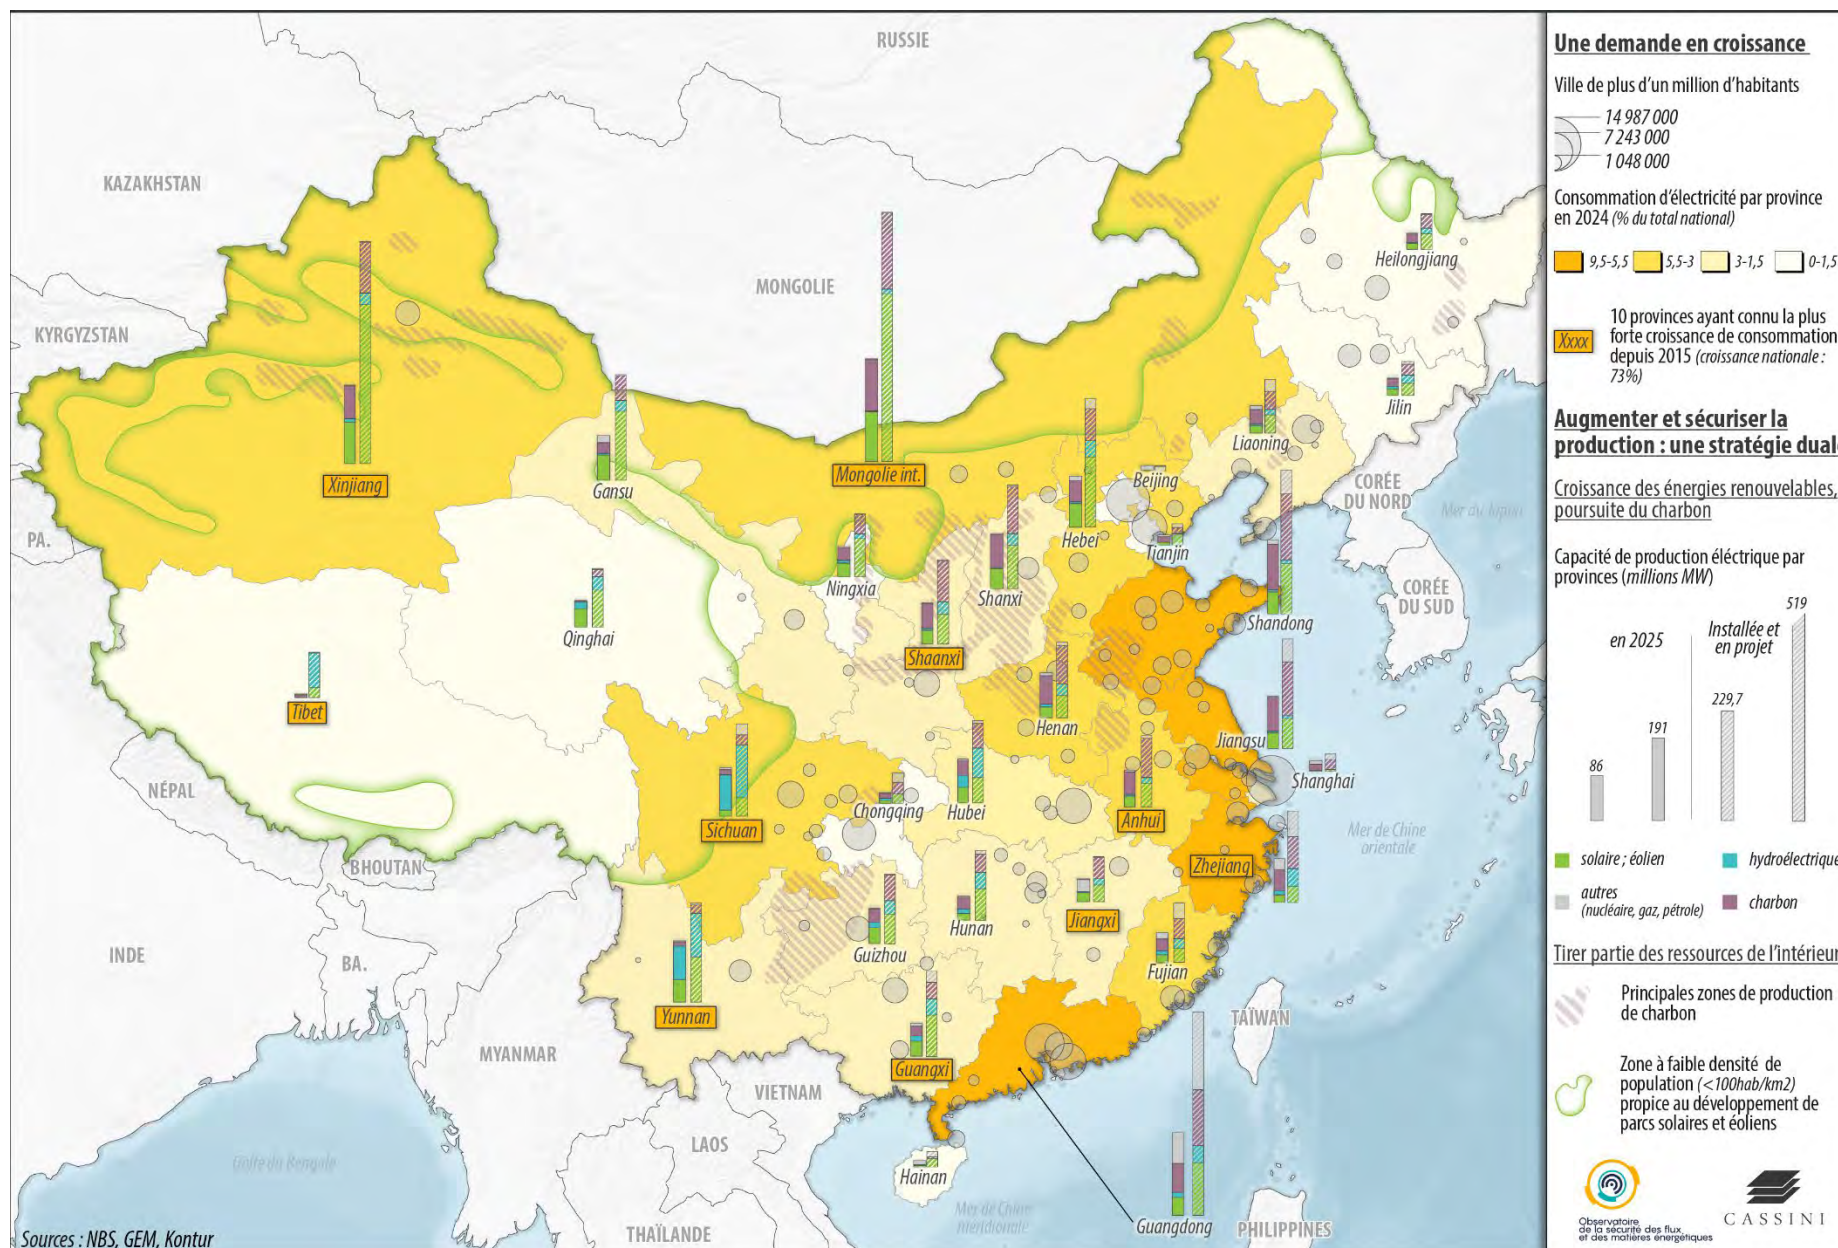 RUSSIE
KAZAKHSTAN
MONGOLIE
KYRGYZSTAN
PA.
CORÉE
DU NORD
Mer du Japon
CORÉE
DU SUD
NÉPAL
BHOUTAN
INDE
BA.
MYANMAR
LAOS
VIETNAM
THAÏLANDE
TAÏWAN
PHILIPPINES
Golfe du Bengale
Mer de Chine
méridionale
Mer de Chine
orientale
Heilongjiang
Jilin
Liaoning
Xinjiang
Gansu
Mongolie int.
Beijing
Hebei
Tianjin
Ningxia
Shanxi
Shandong
Qinghai
Shaanxi
Tibet
Henan
Jiangsu
Shanghai
Sichuan
Chongqing
Hubei
Anhui
Zhejiang
Guizhou
Hunan
Jiangxi
Fujian
Yunnan
Guangxi
Hainan
Guangdong
Sources : NBS, GEM, Kontur
Une demande en croissance
Ville de plus d'un million d'habitants
14 987 000
7 243 000
1 048 000
Consommation d'électricité par province
en 2024 (% du total national)
9,5-5,5 5,5-3 3-1,5 0-1,5
Xxxx
10 provinces ayant connu la plus
forte croissance de consommation
depuis 2015 (croissance nationale :
73%)
Augmenter et sécuriser la
production : une stratégie dual
Croissance des énergies renouvelables,
poursuite du charbon
Capacité de production éléctrique par
provinces (millions MW)
en 2025
Installée et
en projet
86
191
229,7
519
solaire ; éolien
hydroélectrique
autres
(nucléaire, gaz, pétrole)
charbon
Tirer partie des ressources de l'intérieur
Principales zones de production
de charbon
Zone à faible densité de
population (<100hab/km2)
propice au développement de
parcs solaires et éoliens
Observatoire
de la sécurité des flux
et des matières énergétiques
CASSINI